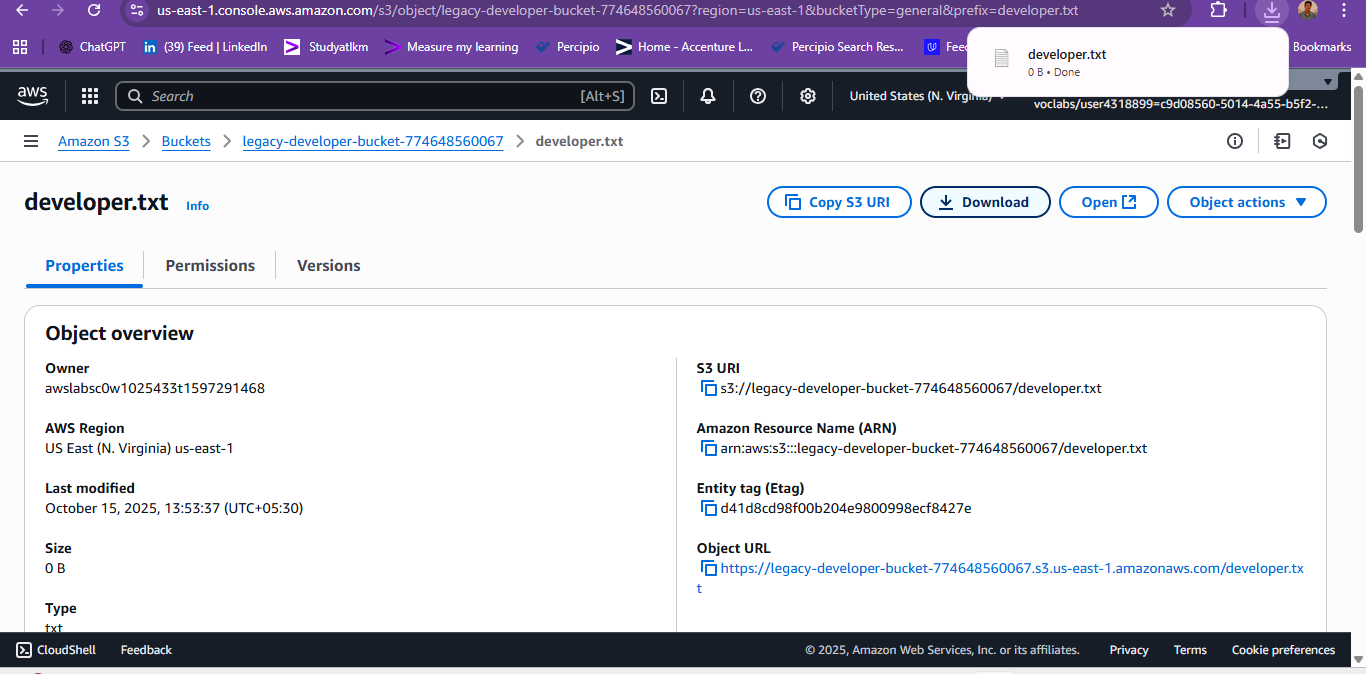 us-east-1.console.aws.amazon.com/s3/object/legacy-developer-bucket-774648560067?region=us-east-1&bucketType=general&prefix=developer.txt
ChatGPT
(39) Feed | LinkedIn
Studyatlkm
Measure my learning
Percipio
Home - Accenture L...
Percipio Search Res...
Bookmarks
developer.txt
0 B • Done
aws
Search
[Alt+S]
United States (N. Virginia)
voclabs/user4318899=c9d08560-5014-4a55-b5f2-...
Amazon S3
Buckets
legacy-developer-bucket-774648560067
developer.txt
developer.txt
Info
Copy S3 URI
Download
Open
Object actions
Properties
Permissions
Versions
Object overview
Owner
awslabsc0w1025433t1597291468
AWS Region
US East (N. Virginia) us-east-1
Last modified
October 15, 2025, 13:53:37 (UTC+05:30)
Size
0 B
Type
txt
S3 URI
s3://legacy-developer-bucket-774648560067/developer.txt
Amazon Resource Name (ARN)
arn:aws:s3:::legacy-developer-bucket-774648560067/developer.txt
Entity tag (Etag)
d41d8cd98f00b204e9800998ecf8427e
Object URL
https://legacy-developer-bucket-774648560067.s3.us-east-1.amazonaws.com/developer.tx
t
CloudShell
Feedback
© 2025, Amazon Web Services, Inc. or its affiliates.
Privacy
Terms
Cookie preferences